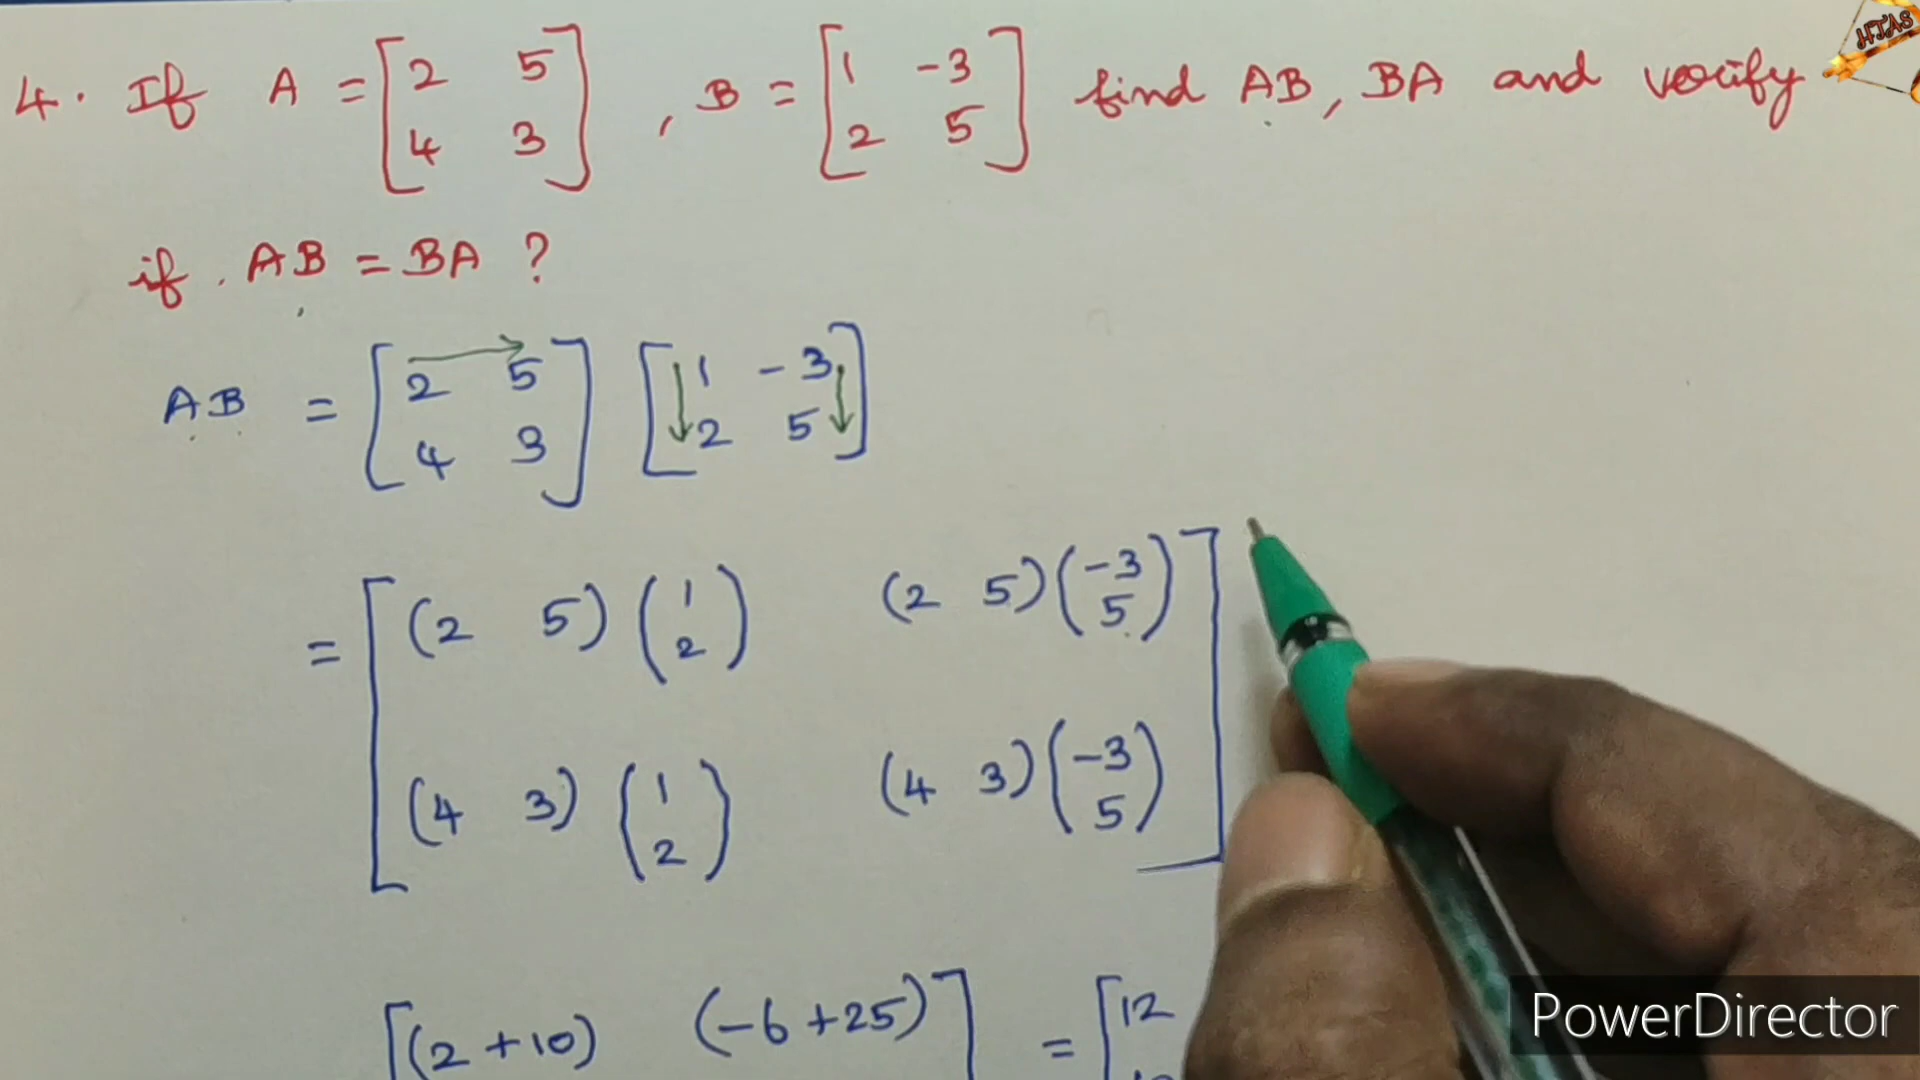 4. If A = [2 5 4 3], B = [1 -3 2 5] find AB, BA and verify
if AB = BA ?
AB = [2 5 4 3] [1 -3 2 5]
= [(2 5)(1 2) (2 5)(-3 5)
(4 3)(1 2) (4 3)(-3 5)]
[(2+10) (-6+25)] = [12
HTAS
PowerDirector